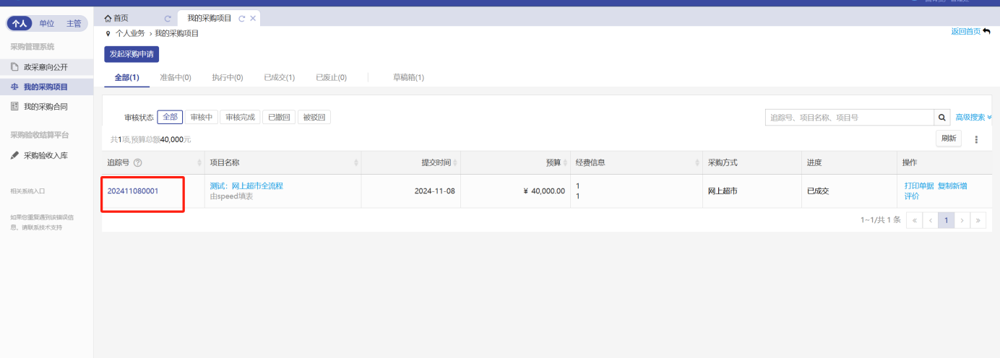 个人 单位 主管
首页
我的采购项目
个人业务 › 我的采购项目
返回首页
采购管理系统
政采意向公开
我的采购项目
我的采购合同
采购验收结算平台
采购验收入库
相关系统入口
如果您重复遇到该错误信
息，请联系技术支持
发起采购申请
全部(1) 准备中(0) 执行中(0) 已成交(1) 已废止(0) 草稿箱(1)
审核状态 全部 审核中 审核完成 已撤回 被驳回
追踪号、项目名称、项目号
高级搜索
共1项,预算总额40,000元
刷新
追踪号 项目名称 提交时间 预算 经费信息 采购方式 进度 操作
202411080001 测试：网上超市全流程 2024-11-08 ¥ 40,000.00 1 网上超市 已成交 打印单据 复制新增
由speed填表 1 评价
1~1/共 1 条 « ‹ 1 › »